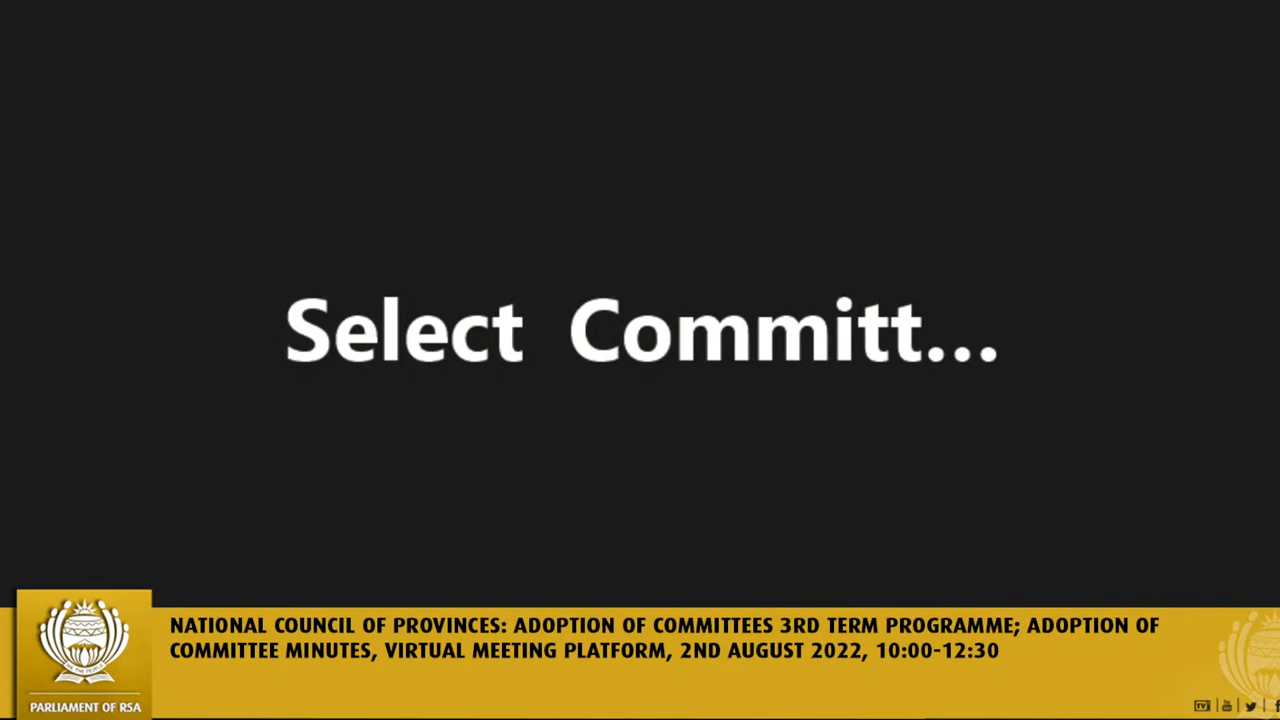 Select Committ...
NATIONAL COUNCIL OF PROVINCES: ADOPTION OF COMMITTEES 3RD TERM PROGRAMME; ADOPTION OF
COMMITTEE MINUTES, VIRTUAL MEETING PLATFORM, 2ND AUGUST 2022, 10:00-12:30
PARLIAMENT OF RSA